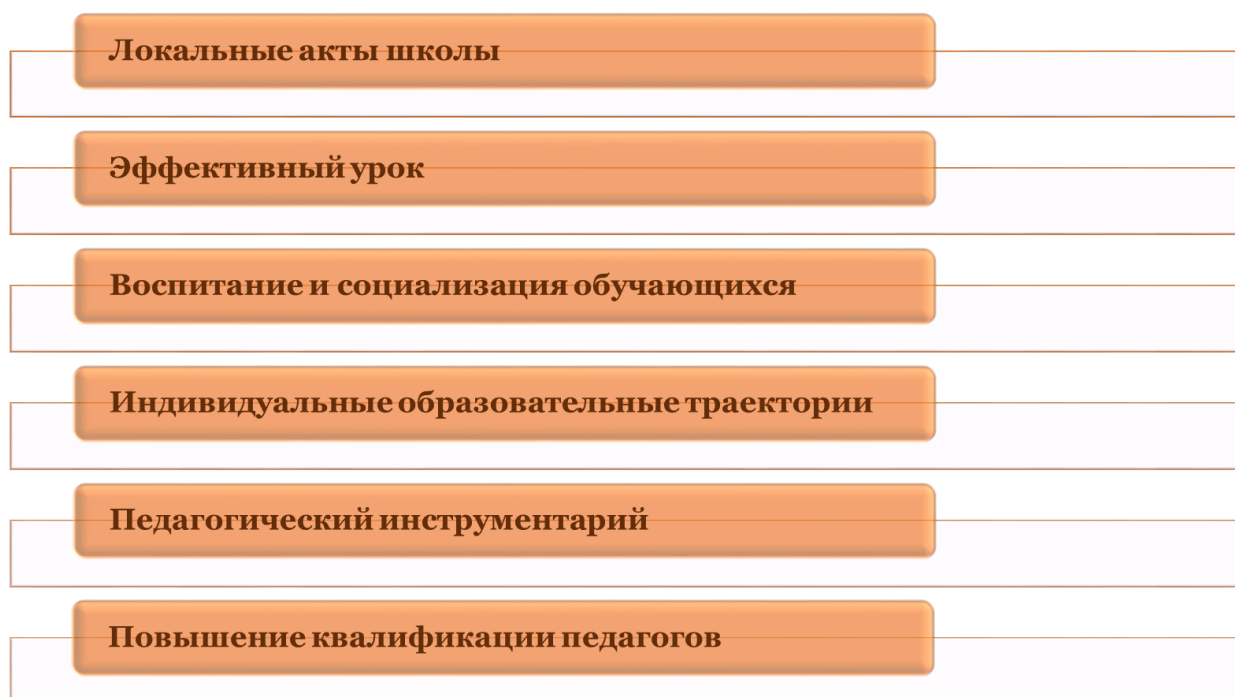 Локальные акты школы
Эффективный урок
Воспитание и социализация обучающихся
Индивидуальные образовательные траектории
Педагогический инструментарий
Повышение квалификации педагогов